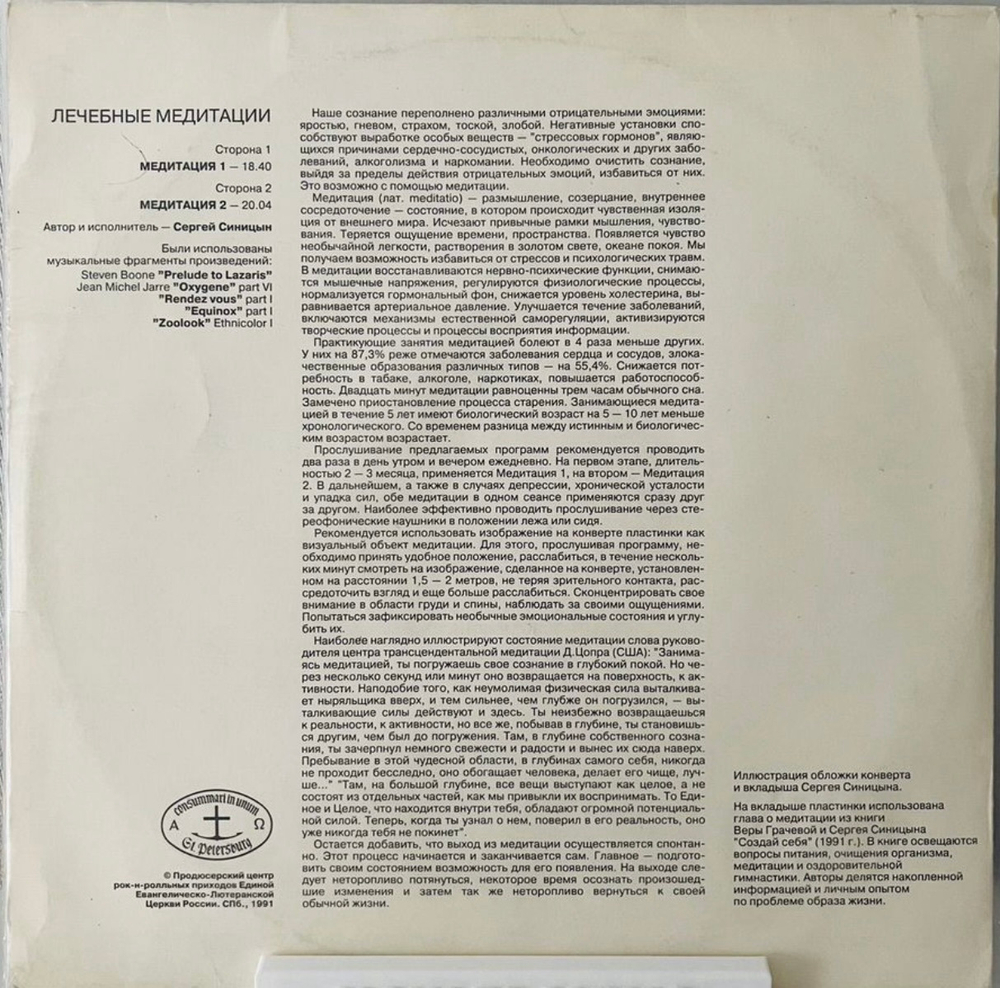 ЛЕЧЕБНЫЕ МЕДИТАЦИИ
Сторона 1
МЕДИТАЦИЯ 1 — 18.40
Сторона 2
МЕДИТАЦИЯ 2 — 20.04
Автор и исполнитель — Сергей Синицын
Были использованы
музыкальные фрагменты произведений:
Steven Boone "Prelude to Lazaris"
Jean Michel Jarre "Oxygene" part VI
"Rendez vous" part I
"Equinox" part I
"Zoolook" Ethnicolor I
consummari in unum
Α Ω
St. Petersburg
© Продюсерский центр
рок-н-ролльных приходов Единой
Евангелическо-Лютеранской
Церкви России. СПб., 1991
Наше сознание переполнено различными отрицательными эмоциями:
яростью, гневом, страхом, тоской, злобой. Негативные установки спо-
собствуют выработке особых веществ — "стрессовых гормонов", являю-
щихся причинами сердечно-сосудистых, онкологических и других забо-
леваний, алкоголизма и наркомании. Необходимо очистить сознание,
выйдя за пределы действия отрицательных эмоций, избавиться от них.
Это возможно с помощью медитации.
Медитация (лат. meditatio) — размышление, созерцание, внутреннее
сосредоточение — состояние, в котором происходит чувственная изоля-
ция от внешнего мира. Исчезают привычные рамки мышления, чувство-
вания. Теряется ощущение времени, пространства. Появляется чувство
необычайной легкости, растворения в золотом свете, океане покоя. Мы
получаем возможность избавиться от стрессов и психологических травм.
В медитации восстанавливаются нервно-психические функции, снимаю-
тся мышечные напряжения, регулируются физиологические процессы,
нормализуется гормональный фон, снижается уровень холестерина, вы-
равнивается артериальное давление. Улучшается течение заболеваний,
включаются механизмы естественной саморегуляции, активизируются
творческие процессы и процессы восприятия информации.
Практикующие занятия медитацией болеют в 4 раза меньше других.
У них на 87,3% реже отмечаются заболевания сердца и сосудов, злока-
чественные образования различных типов — на 55,4%. Снижается пот-
ребность в табаке, алкоголе, наркотиках, повышается работоспособ-
ность. Двадцать минут медитации равноценны трем часам обычного сна.
Замечено приостановление процесса старения. Занимающиеся медита-
цией в течение 5 лет имеют биологический возраст на 5 — 10 лет меньше
хронологического. Со временем разница между истинным и биологичес-
ким возрастом возрастает.
Прослушивание предлагаемых программ рекомендуется проводить
два раза в день утром и вечером ежедневно. На первом этапе, длитель-
ностью 2 — 3 месяца, применяется Медитация 1, на втором — Медитация
2. В дальнейшем, а также в случаях депрессии, хронической усталости
и упадка сил, обе медитации в одном сеансе применяются сразу друг
за другом. Наиболее эффективно проводить прослушивание через сте-
реофонические наушники в положении лежа или сидя.
Рекомендуется использовать изображение на конверте пластинки как
визуальный объект медитации. Для этого, прослушивая программу, не-
обходимо принять удобное положение, расслабиться, в течение несколь-
ких минут смотреть на изображение, сделанное на конверте, установлен-
ном на расстоянии 1,5 — 2 метров, не теряя зрительного контакта, рас-
средоточить взгляд и еще больше расслабиться. Сконцентрировать свое
внимание в области груди и спины, наблюдать за своими ощущениями.
Попытаться зафиксировать необычные эмоциональные состояния и углу-
бить их.
Наиболее наглядно иллюстрируют состояние медитации слова руково-
дителя центра трансцендентальной медитации Д.Цопра (США): "Занима-
ясь медитацией, ты погружаешь свое сознание в глубокий покой. Но че-
рез несколько секунд или минут оно возвращается на поверхность, к ак-
тивности. Наподобие того, как неумолимая физическая сила выталкива-
ет ныряльщика вверх, и тем сильнее, чем глубже он погрузился, — вы-
талкивающие силы действуют и здесь. Ты неизбежно возвращаешься
к реальности, к активности, но все же, побывав в глубине, ты становишь-
ся другим, чем был до погружения. Там, в глубине собственного созна-
ния, ты зачерпнул немного свежести и радости и вынес их сюда наверх.
Пребывание в этой чудесной области, в глубинах самого себя, никогда
не проходит бесследно, оно обогащает человека, делает его чище, луч-
ше..." "Там, на большой глубине, все вещи выступают как целое, а не
состоят из отдельных частей, как мы привыкли их воспринимать. То Еди-
ное и Целое, что находится внутри тебя, обладают огромной потенциаль-
ной силой. Теперь, когда ты узнал о нем, поверил в его реальность, оно
уже никогда тебя не покинет".
Остается добавить, что выход из медитации осуществляется спонтан-
но. Этот процесс начинается и заканчивается сам. Главное — подгото-
вить своим состоянием возможность для его появления. На выходе сле-
дует неторопливо потянуться, некоторое время осознать произошед-
шие изменения и затем так же неторопливо вернуться к своей
обычной жизни.
Иллюстрация обложки конверта
и вкладыша Сергея Синицына.
На вкладыше пластинки использована
глава о медитации из книги
Веры Грачевой и Сергея Синицына
"Создай себя" (1991 г.). В книге освещаются
вопросы питания, очищения организма,
медитации и оздоровительной
гимнастики. Авторы делятся накопленной
информацией и личным опытом
по проблеме образа жизни.